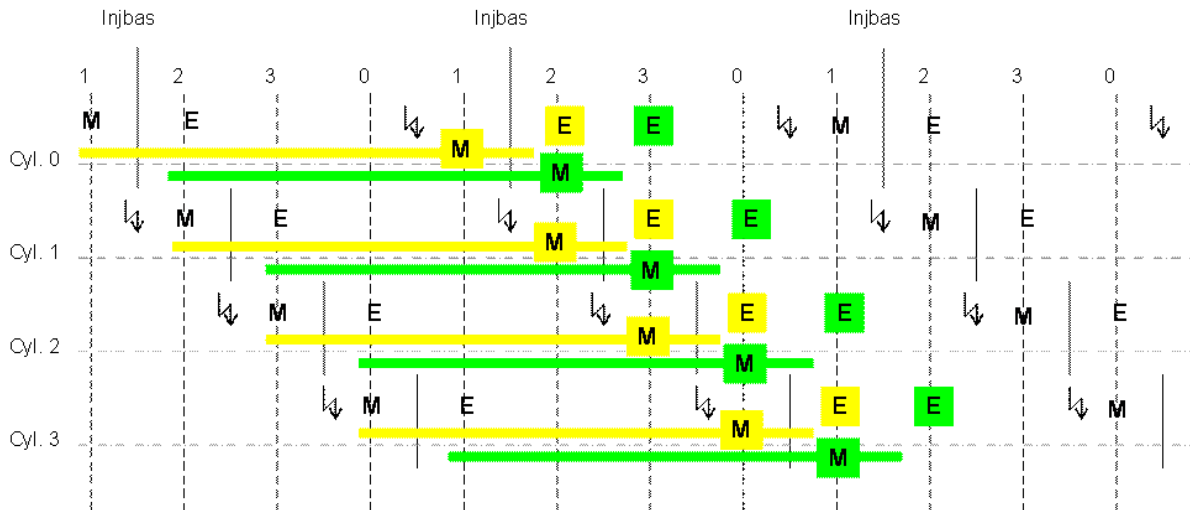 Injbas Injbas Injbas
1 2 3 0 1 2 3 0 1 2 3 0
M E E E M E
Cyl. 0 M
M
M E E E M E
Cyl. 1 M
M
M E E E M E
Cyl. 2 M
M
M E E E M
Cyl. 3 M
M